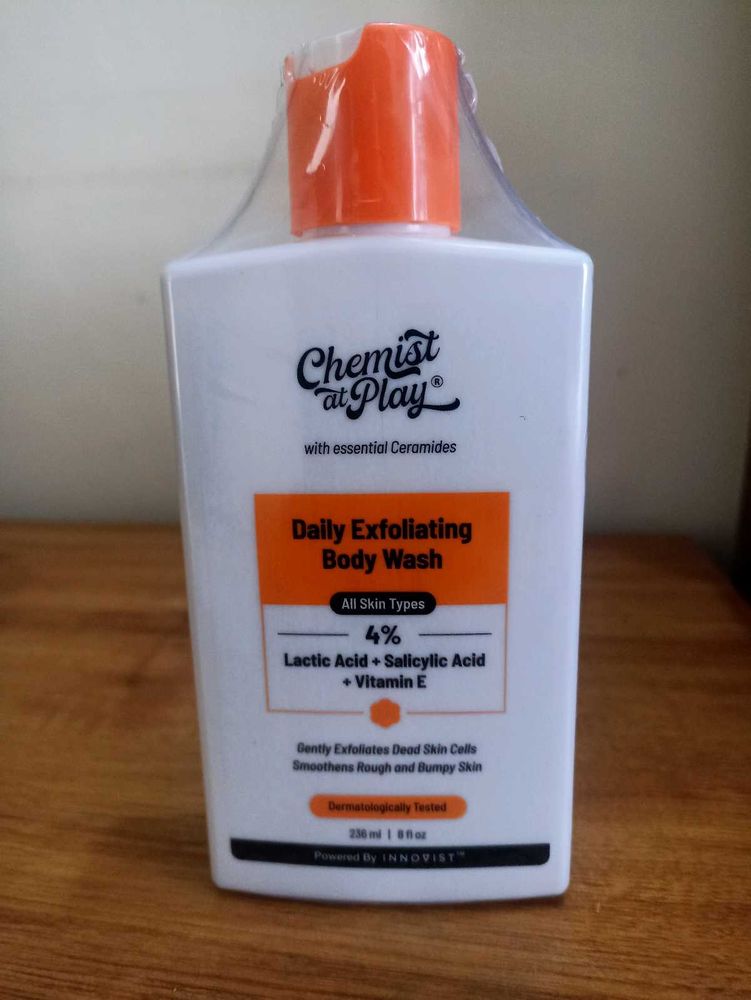 Chemist
at Play®
with essential Ceramides
Daily Exfoliating
Body Wash
All Skin Types
4%
Lactic Acid + Salicylic Acid
+ Vitamin E
Gently Exfoliates Dead Skin Cells
Smoothens Rough and Bumpy Skin
Dermatologically Tested
236 ml | 8 fl oz
Powered By INNOVIST™